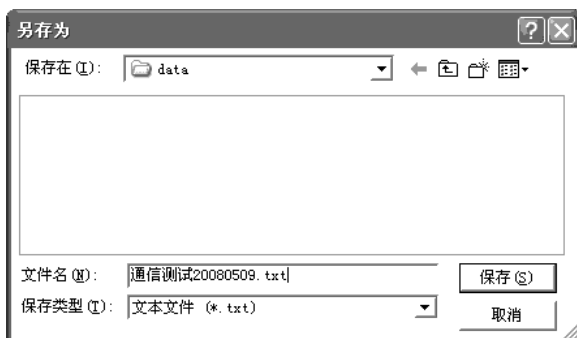 另存为
保存在(I): data
文件名(N): 通信测试20080509.txt
保存(S)
保存类型(T): 文本文件 (*.txt)
取消